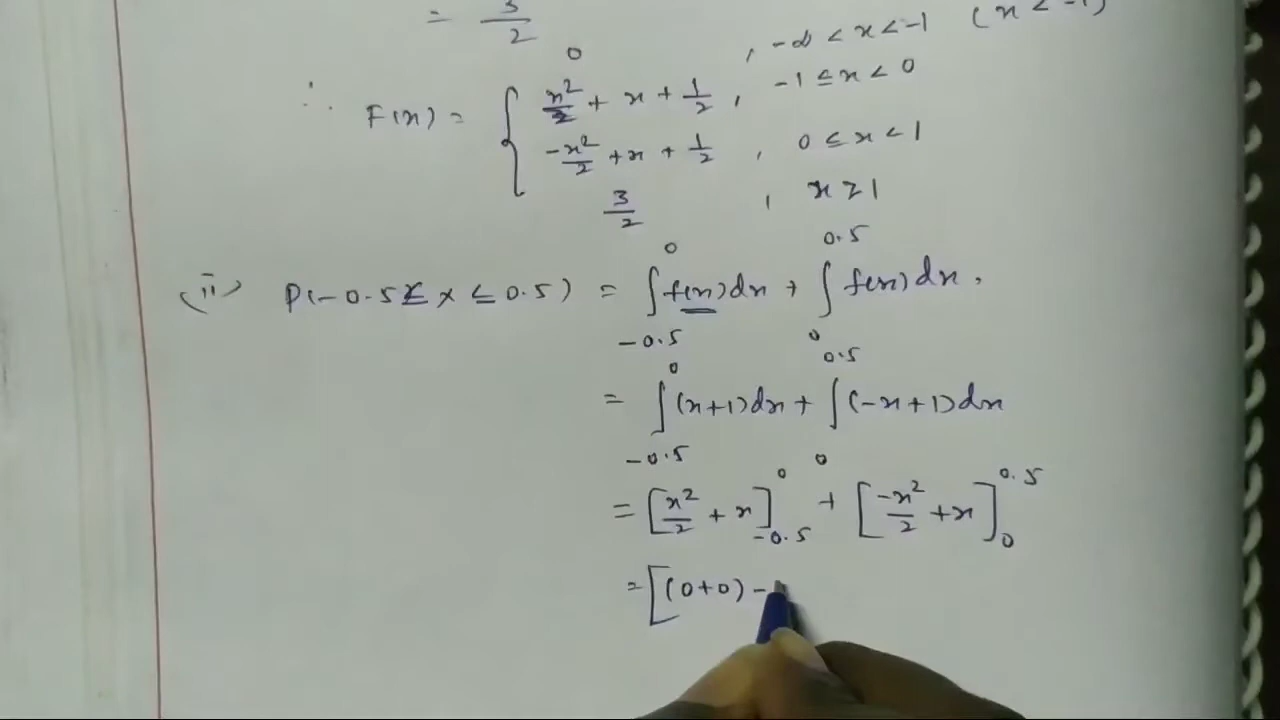 = 3/2
0 , -∞ < x < -1 (x < -1)
∴ F(x) = { x²/2 + x + 1/2 , -1 ≤ x < 0
-x²/2 + x + 1/2 , 0 ≤ x < 1
3/2 , x ≥ 1
(ii) P(-0.5 ≤ x ≤ 0.5) = ∫_{-0.5}^{0} f(x) dx + ∫_{0}^{0.5} f(x) dx.
= ∫_{-0.5}^{0} (x+1) dx + ∫_{0}^{0.5} (-x+1) dx
= [x²/2 + x]_{-0.5}^{0} + [-x²/2 + x]_{0}^{0.5}
= [(0+0) -